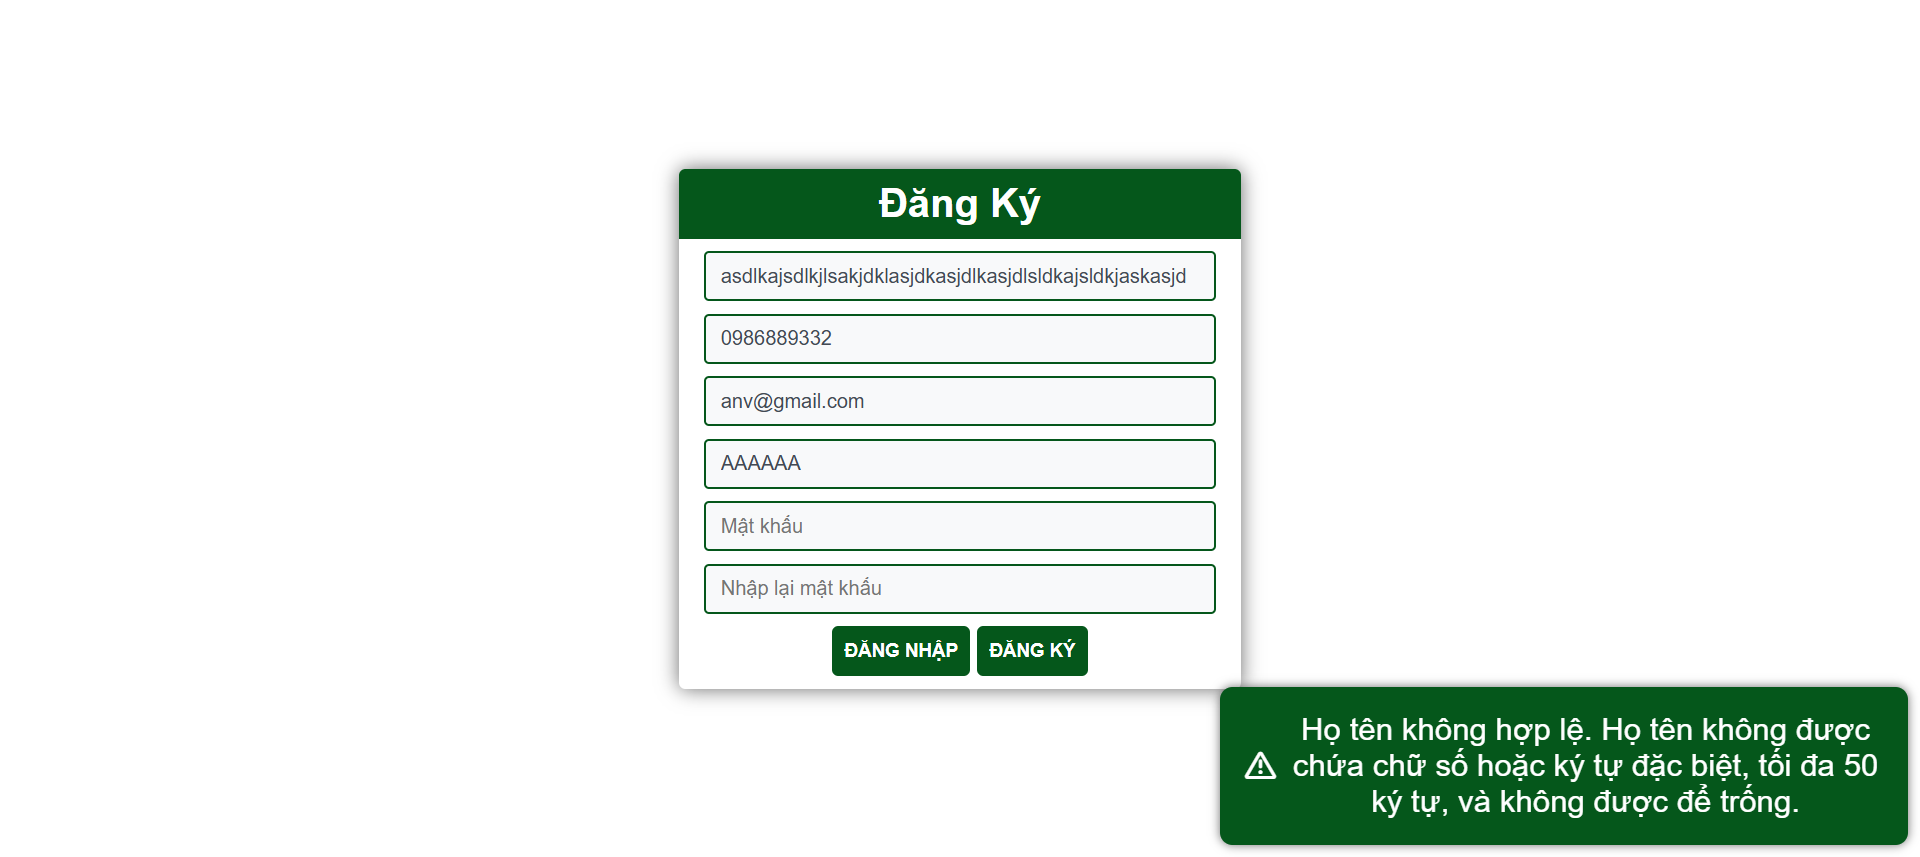 Đăng Ký
asdlkajsdlkjlsakjdklasjdkasjdlkasjdlsldkajsldkjaskasjd
0986889332
anv@gmail.com
AAAAAA
Mật khẩu
Nhập lại mật khẩu
ĐĂNG NHẬP ĐĂNG KÝ
Họ tên không hợp lệ. Họ tên không được
chứa chữ số hoặc ký tự đặc biệt, tối đa 50
ký tự, và không được để trống.